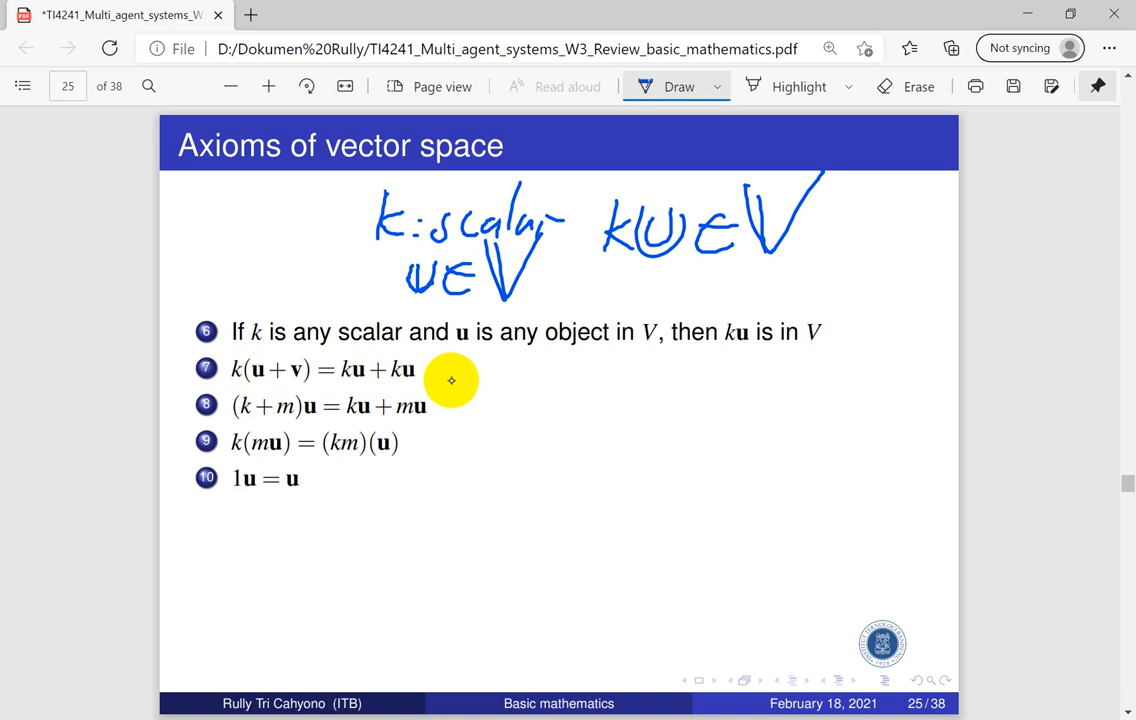 *TI4241_Multi_agent_systems_W
File
D:/Dokumen%20Rully/TI4241_Multi_agent_systems_W3_Review_basic_mathematics.pdf
Not syncing
25 of 38
Page view
Read aloud
Draw
Highlight
Erase
Axioms of vector space
k : scalar k u ∈ V
u ∈ V
6 If k is any scalar and u is any object in V, then ku is in V
7 k(u + v) = ku + ku
8 (k + m)u = ku + mu
9 k(mu) = (km)(u)
10 1u = u
Rully Tri Cahyono (ITB)
Basic mathematics
February 18, 2021
25 / 38